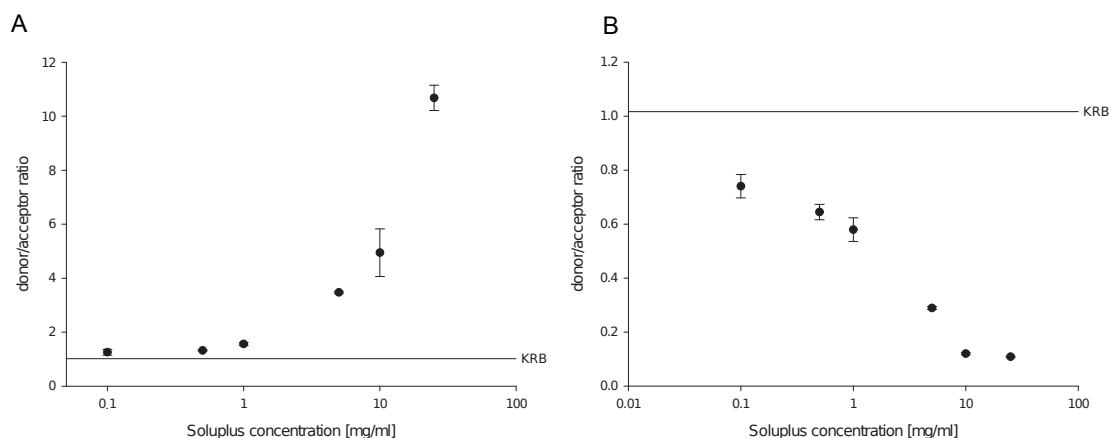 A
12
10
8
6
4
2
0
donor/acceptor ratio
KRB
0.1 1 10 100
Soluplus concentration [mg/ml]
B
1.2
1.0
0.8
0.6
0.4
0.2
0.0
donor/acceptor ratio
KRB
0.01 0.1 1 10 100
Soluplus concentration [mg/ml]